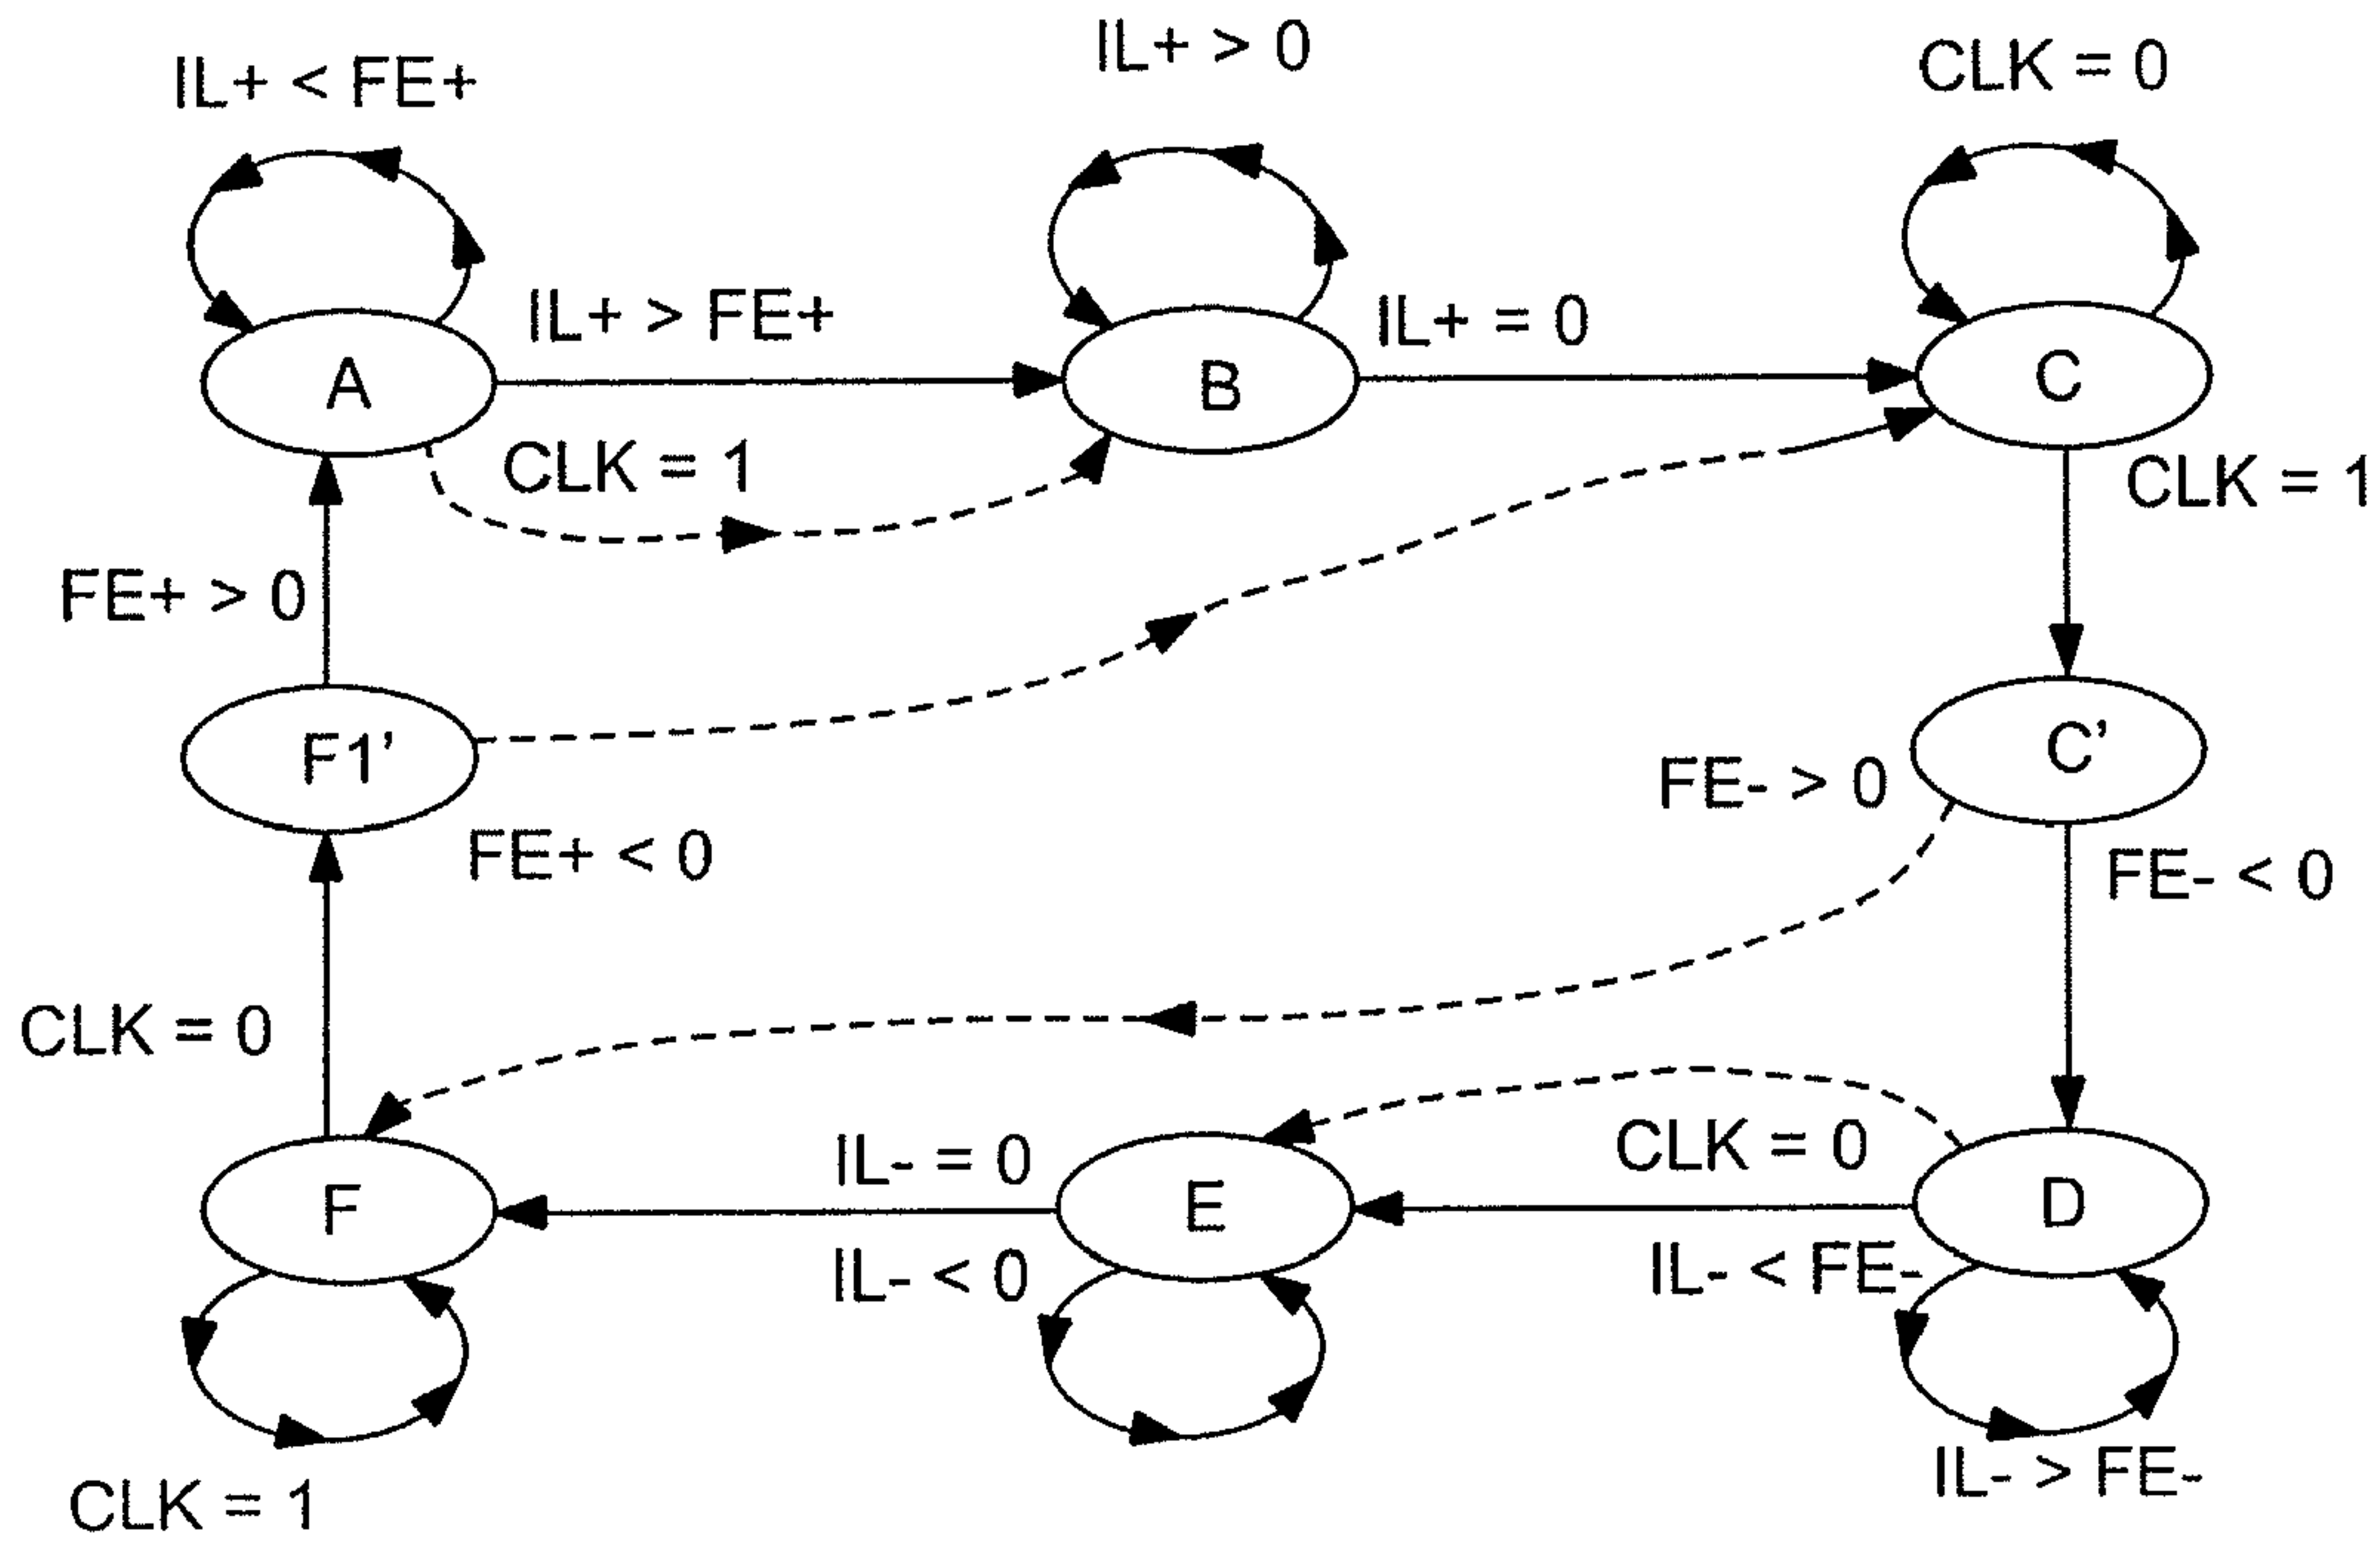 IL+ > 0
CLK = 0
IL+ < FE+
IL+ > FE+
IL+ = 0
A
B
C
CLK = 1
CLK = 1
FE+ > 0
F1’
C’
FE- > 0
FE+ < 0
FE- < 0
CLK = 0
IL- = 0
CLK = 0
F
E
D
IL- < 0
IL- < FE-
CLK = 1
IL- > FE-